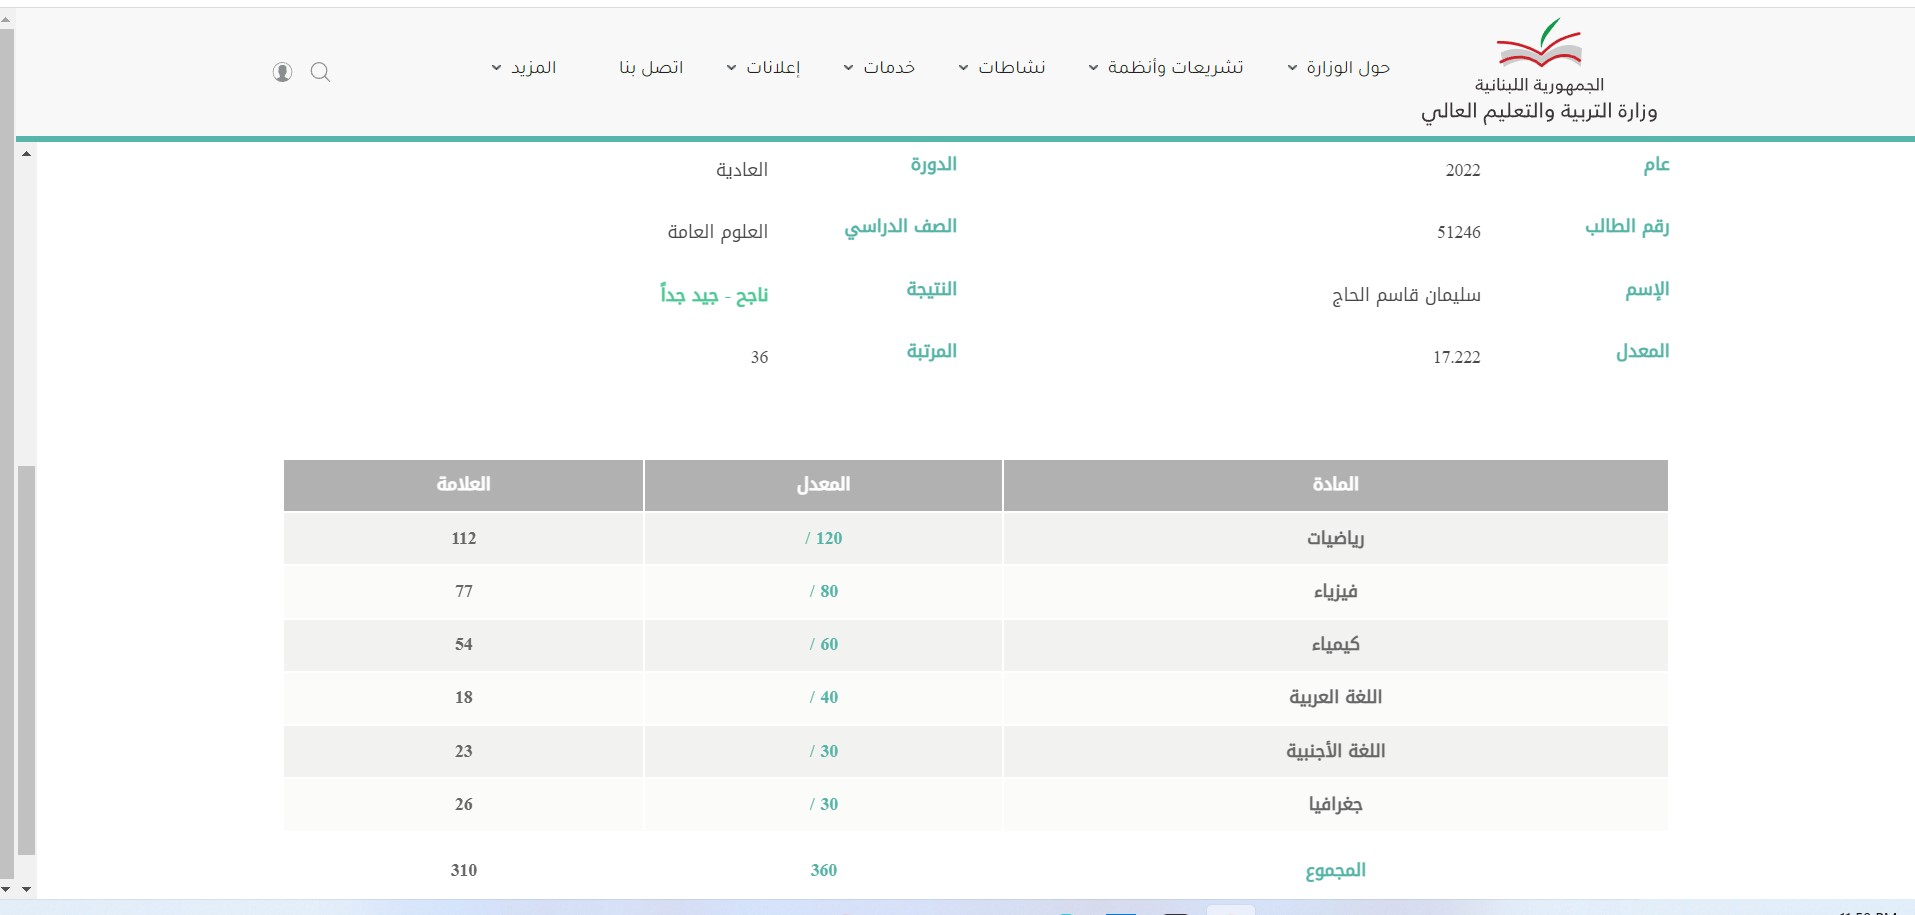 الجمهورية اللبنانية
وزارة التربية والتعليم العالي
حول الوزارة تشريعات وأنظمة نشاطات خدمات إعلانات اتصل بنا المزيد
عام 2022 الدورة العادية
رقم الطالب 51246 الصف الدراسي العلوم العامة
الإسم سليمان قاسم الحاج النتيجة ناجح - جيد جداً
المعدل 17.222 المرتبة 36
المادة المعدل العلامة
رياضيات / 120 112
فيزياء / 80 77
كيمياء / 60 54
اللغة العربية / 40 18
اللغة الأجنبية / 30 23
جغرافيا / 30 26
المجموع 360 310